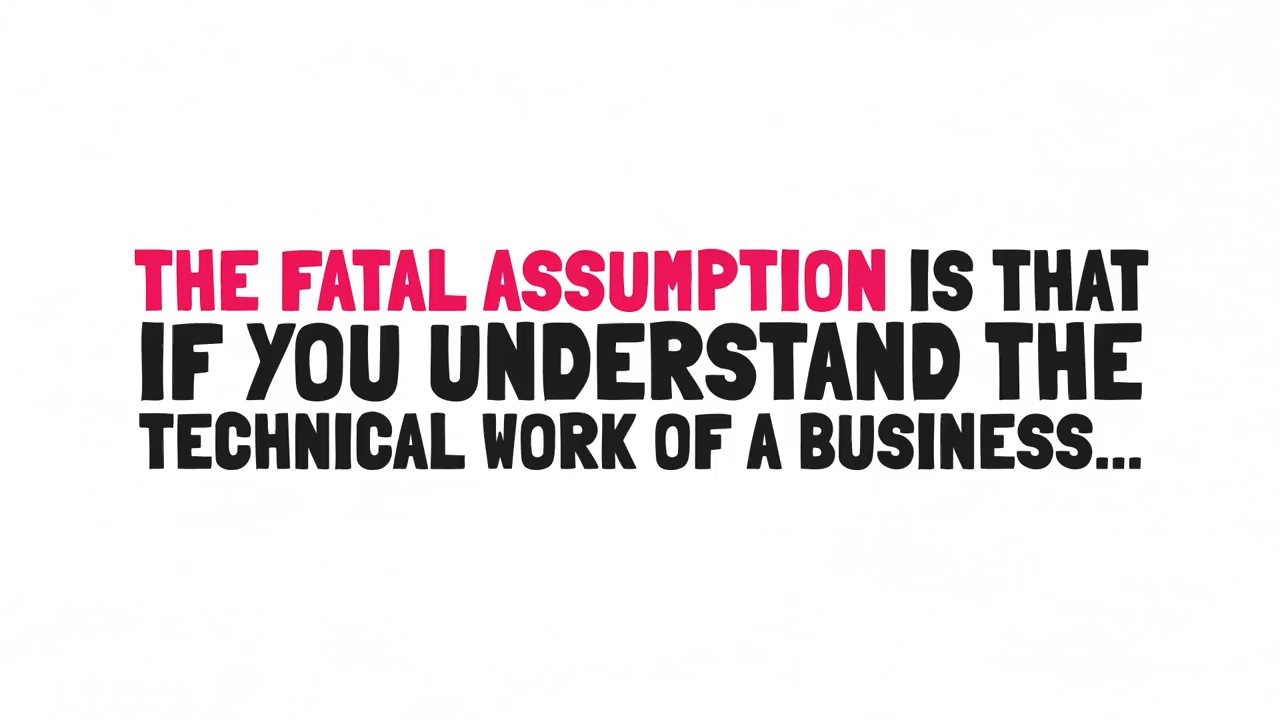 THE FATAL ASSUMPTION IS THAT
IF YOU UNDERSTAND THE
TECHNICAL WORK OF A BUSINESS...